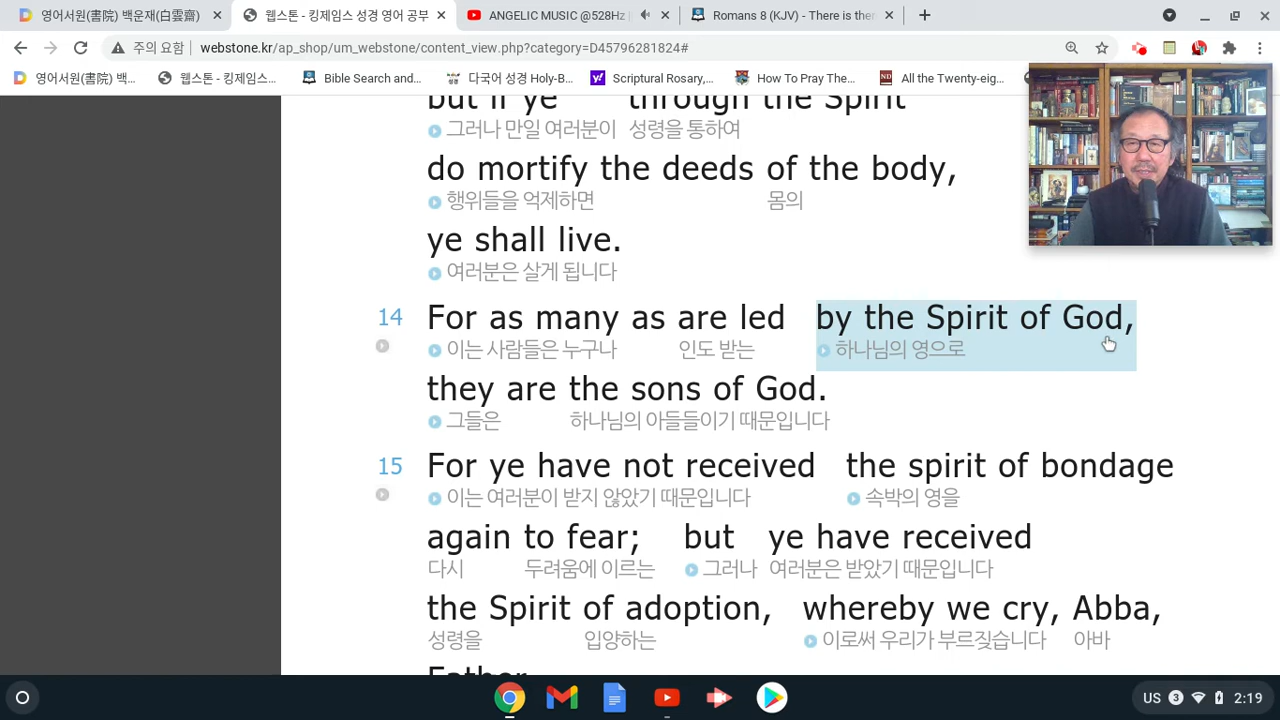 영어서원(書院) 백운재(白雲齋)
웹스톤 - 킹제임스 성경 영어 공부
ANGELIC MUSIC @528Hz
Romans 8 (KJV) - There is ther
주의 요함
webstone.kr/ap_shop/um_webstone/content_view.php?category=D45796281824#
영어서원(書院) 백...
웹스톤 - 킹제임스...
Bible Search and...
다국어 성경 Holy-B...
Scriptural Rosary,...
How To Pray The...
All the Twenty-eig...
but if ye through the Spirit
그러나 만일 여러분이 성령을 통하여
do mortify the deeds of the body,
행위들을 억제하면 몸의
ye shall live.
여러분은 살게 됩니다
14 For as many as are led by the Spirit of God,
이는 사람들은 누구나 인도 받는 하나님의 영으로
they are the sons of God.
그들은 하나님의 아들들이기 때문입니다
15 For ye have not received the spirit of bondage
이는 여러분이 받지 않았기 때문입니다 속박의 영을
again to fear; but ye have received
다시 두려움에 이르는 그러나 여러분은 받았기 때문입니다
the Spirit of adoption, whereby we cry, Abba,
성령을 입양하는 이로써 우리가 부르짖습니다 아바
Father
US 3 2:19